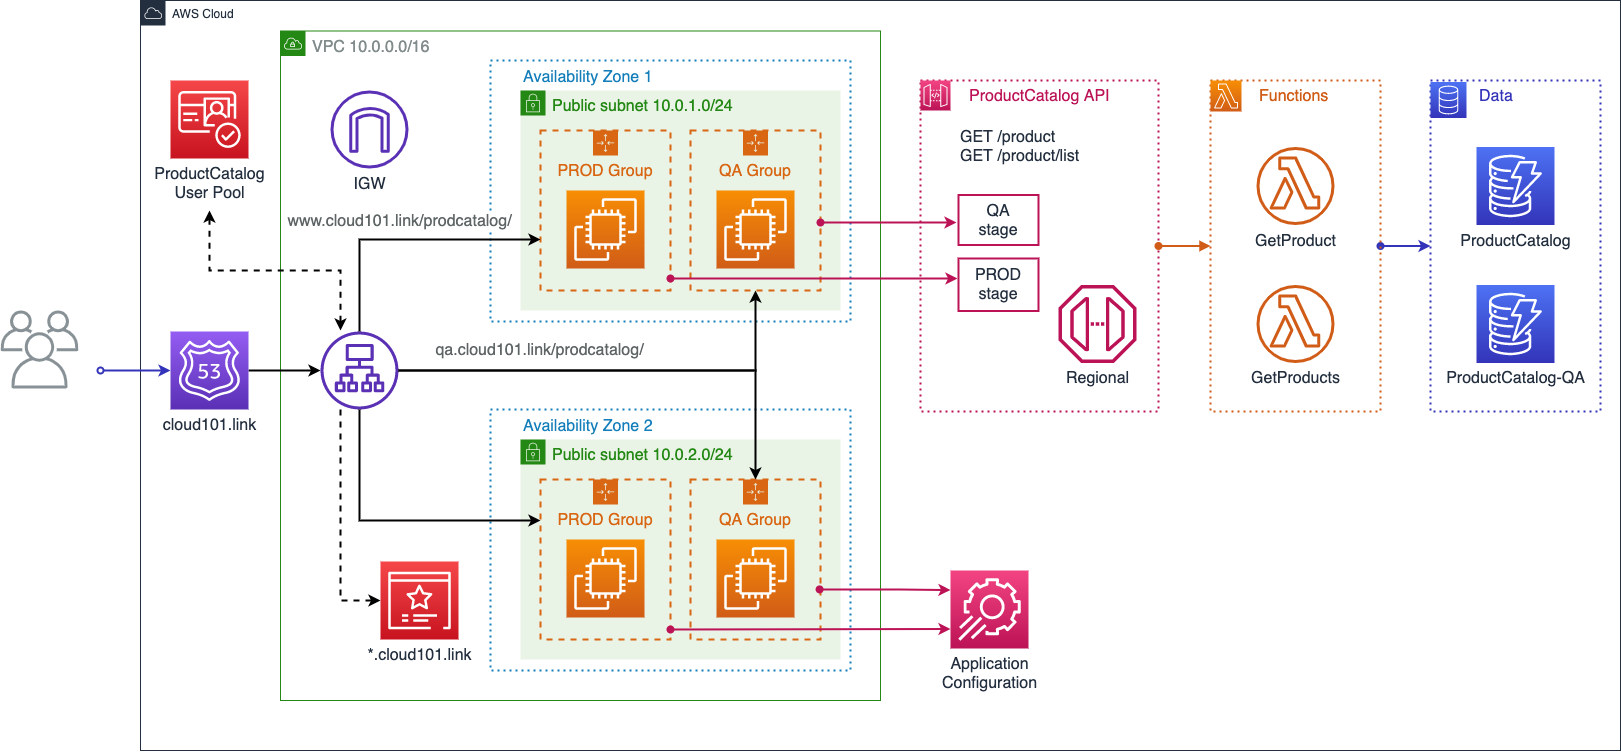 AWS Cloud
VPC 10.0.0.0/16
Availability Zone 1
Public subnet 10.0.1.0/24
PROD Group
QA Group
ProductCatalog
User Pool
IGW
www.cloud101.link/prodcatalog/
53
cloud101.link
qa.cloud101.link/prodcatalog/
Availability Zone 2
Public subnet 10.0.2.0/24
PROD Group
QA Group
*.cloud101.link
ProductCatalog API
GET /product
GET /product/list
QA
stage
PROD
stage
Regional
Functions
GetProduct
GetProducts
Data
ProductCatalog
ProductCatalog-QA
Application
Configuration